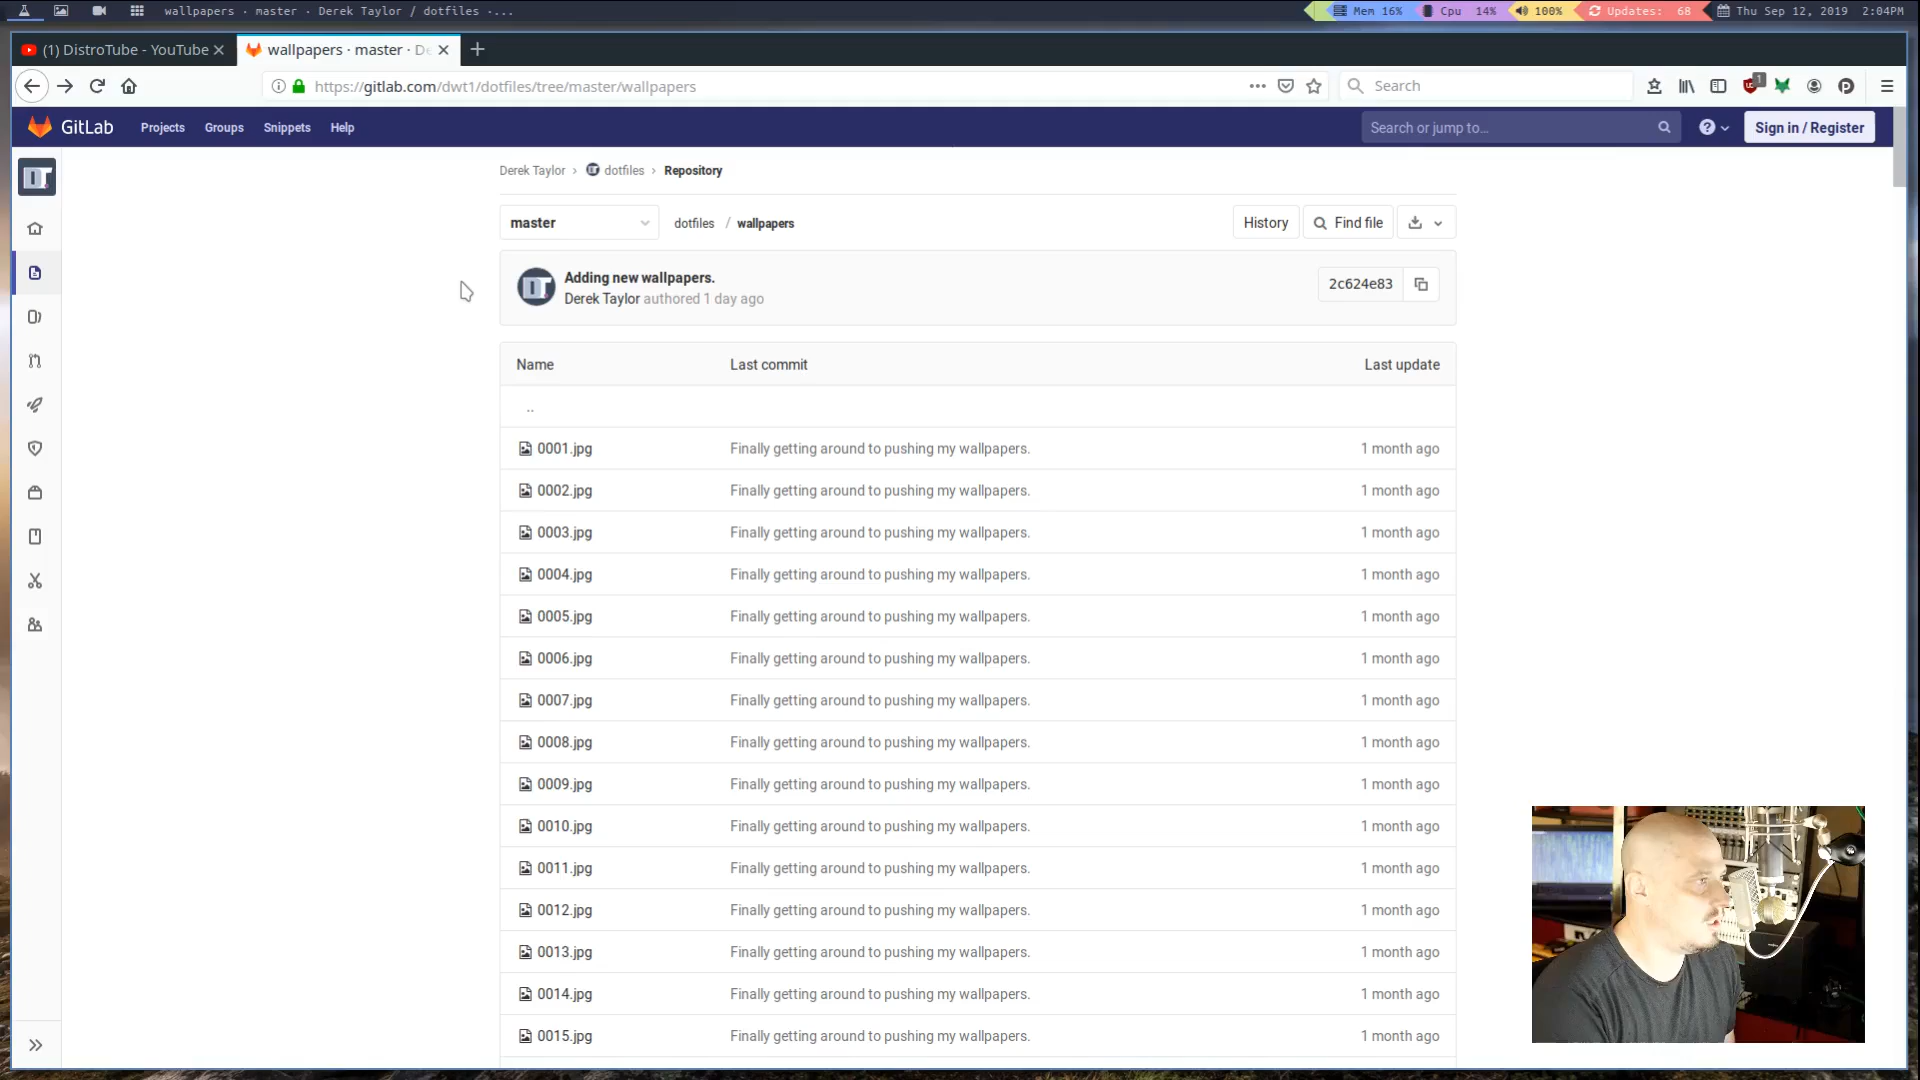 wallpapers · master · Derek Taylor / dotfiles ·...
Mem 16%
Cpu 14%
100%
Updates: 68
Thu Sep 12, 2019 2:04PM
(1) DistroTube - YouTube
wallpapers · master · De
https://gitlab.com/dwt1/dotfiles/tree/master/wallpapers
Search
1
GitLab
Projects
Groups
Snippets
Help
Search or jump to...
Sign in / Register
DT
Derek Taylor › dotfiles › Repository
master
dotfiles / wallpapers
History
Find file
DT
Adding new wallpapers.
Derek Taylor authored 1 day ago
2c624e83
Name Last commit Last update
..
0001.jpg Finally getting around to pushing my wallpapers. 1 month ago
0002.jpg Finally getting around to pushing my wallpapers. 1 month ago
0003.jpg Finally getting around to pushing my wallpapers. 1 month ago
0004.jpg Finally getting around to pushing my wallpapers. 1 month ago
0005.jpg Finally getting around to pushing my wallpapers. 1 month ago
0006.jpg Finally getting around to pushing my wallpapers. 1 month ago
0007.jpg Finally getting around to pushing my wallpapers. 1 month ago
0008.jpg Finally getting around to pushing my wallpapers. 1 month ago
0009.jpg Finally getting around to pushing my wallpapers. 1 month ago
0010.jpg Finally getting around to pushing my wallpapers. 1 month ago
0011.jpg Finally getting around to pushing my wallpapers. 1 month ago
0012.jpg Finally getting around to pushing my wallpapers. 1 month ago
0013.jpg Finally getting around to pushing my wallpapers. 1 month ago
0014.jpg Finally getting around to pushing my wallpapers. 1 month ago
0015.jpg Finally getting around to pushing my wallpapers. 1 month ago